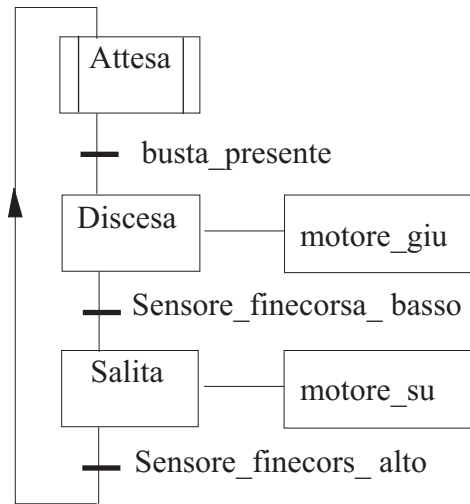 Attesa
busta_presente
Discesa
motore_giu
Sensore_finecorsa_ basso
Salita
motore_su
Sensore_finecors_ alto